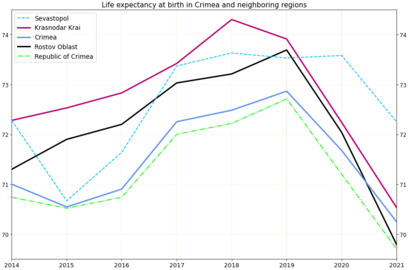 Life expectancy at birth in Crimea and neighboring regions
Sevastopol
Krasnodar Krai
Crimea
Rostov Oblast
Republic of Crimea
74 74
73 73
72 72
71 71
70 70
2014 2015 2016 2017 2018 2019 2020 2021